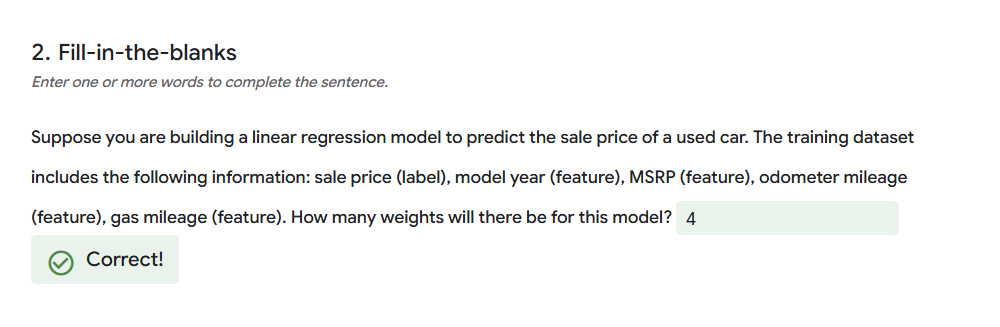 2. Fill-in-the-blanks
Enter one or more words to complete the sentence.
Suppose you are building a linear regression model to predict the sale price of a used car. The training dataset
includes the following information: sale price (label), model year (feature), MSRP (feature), odometer mileage
(feature), gas mileage (feature). How many weights will there be for this model? 4
Correct!